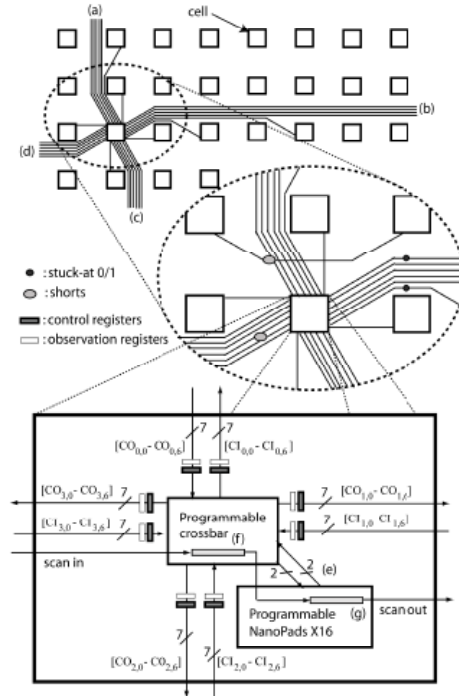 (a)
cell
(b)
(d)
(c)
: stuck-at 0/1
: shorts
: control registers
: observation registers
7
7
[CO0,0 - CO0,6]
[CI0,0 - CI0,6]
[CO3,0 - CO3,6]
7
7
[CO1,0 - CO1,6]
[CI3,0 - CI3,6]
7
Programmable
crossbar
(f)
7
[CI1,0 CI1,6]
scan in
2
2
(e)
(g)
scan out
Programmable
NanoPads X16
7
7
[CO2,0 - C02,6]
[CI2,0 - CI2,6]